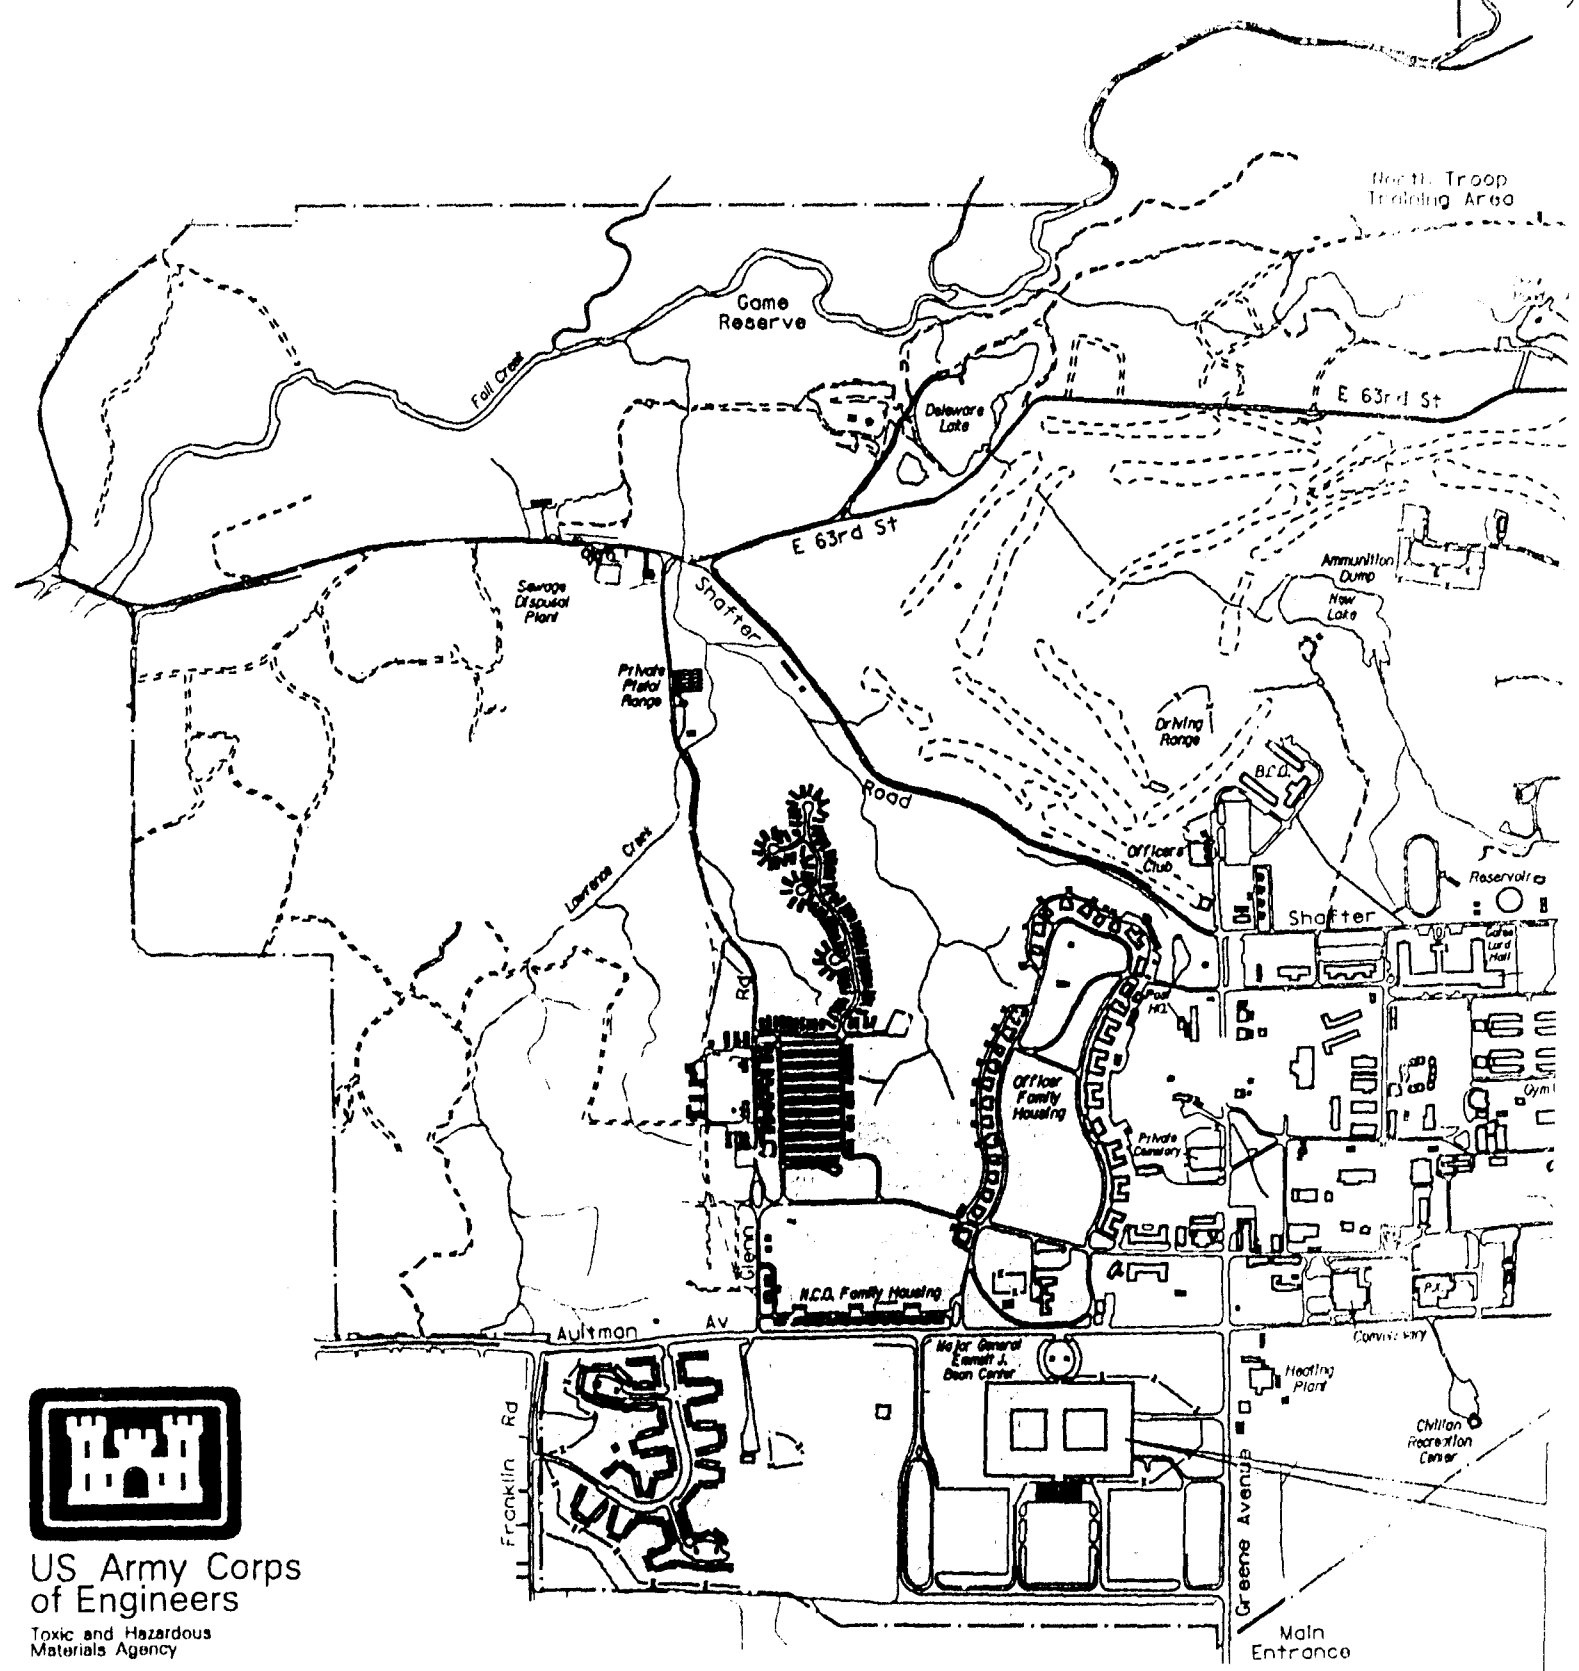 North Troop
Training Area
Game
Reserve
Fall Creek
E 63rd St
Delaware
Lake
E 63rd St
Ammunition
Dump
New
Lake
Sewage
Disposal
Plant
Shafter
Private
Pistol
Range
Driving
Range
Road
Lawrence Creek
Officers
Club
Reservoir
Shafter
Lord
Hall
Rd
Post
HQ
Officer
Family
Housing
Gym
Private
Cemetery
Glenn
N.C.O. Family Housing
P.X.
Aultman
Av
Commissary
Major General
Emmett J.
Bean Center
Heating
Plant
Franklin Rd
Civilian
Recreation
Center
Greene Avenue
US Army Corps
of Engineers
Toxic and Hazardous
Materials Agency
Main
Entrance